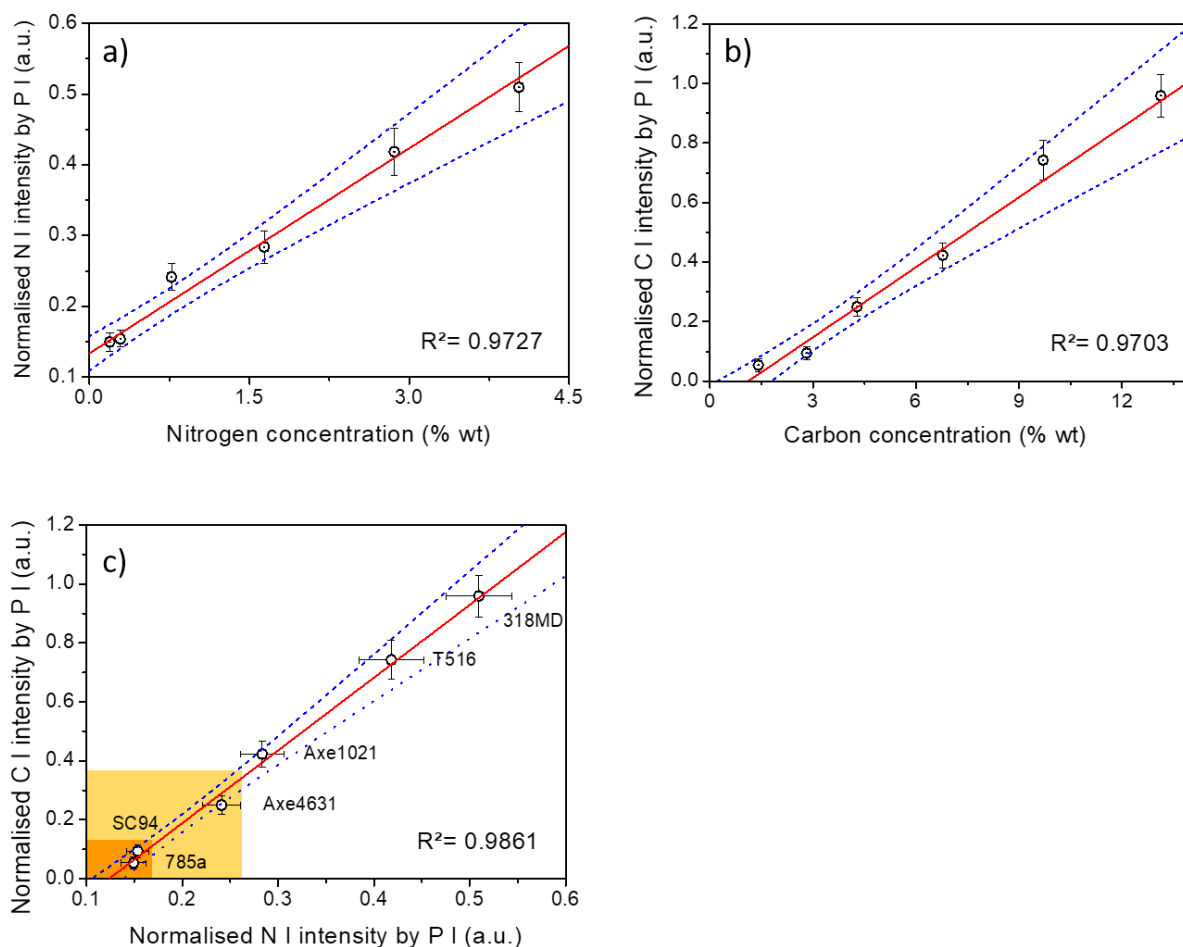 a)
Normalised N I intensity by P I (a.u.)
0.6
0.5
0.4
0.3
0.2
0.1
R²= 0.9727
0.0
1.5
3.0
4.5
Nitrogen concentration (% wt)
b)
Normalised C I intensity by P I (a.u.)
1.2
1.0
0.8
0.6
0.4
0.2
0.0
R²= 0.9703
0
3
6
9
12
Carbon concentration (% wt)
c)
Normalised C I intensity by P I (a.u.)
1.2
1.0
0.8
0.6
0.4
0.2
0.0
318MD
T516
Axe1021
Axe4631
SC94
785a
R²= 0.9861
0.1
0.2
0.3
0.4
0.5
0.6
Normalised N I intensity by P I (a.u.)